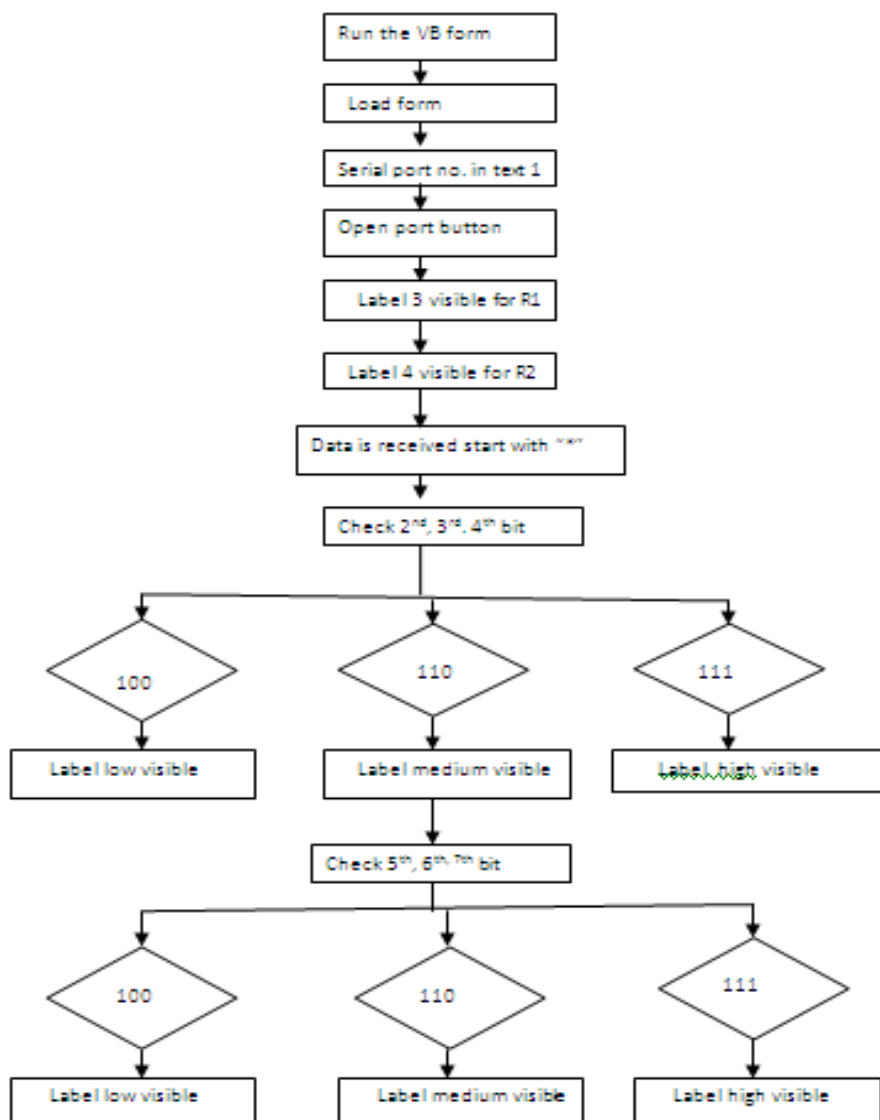 Run the VB form
Load form
Serial port no. in text 1
Open port button
Label 3 visible for R1
Label 4 visible for R2
Data is received start with "*"
Check 2nd, 3rd. 4th bit
100
110
111
Label low visible
Label medium visible
Label high visible
Check 5th, 6th, 7th bit
100
110
111
Label low visible
Label medium visible
Label high visible